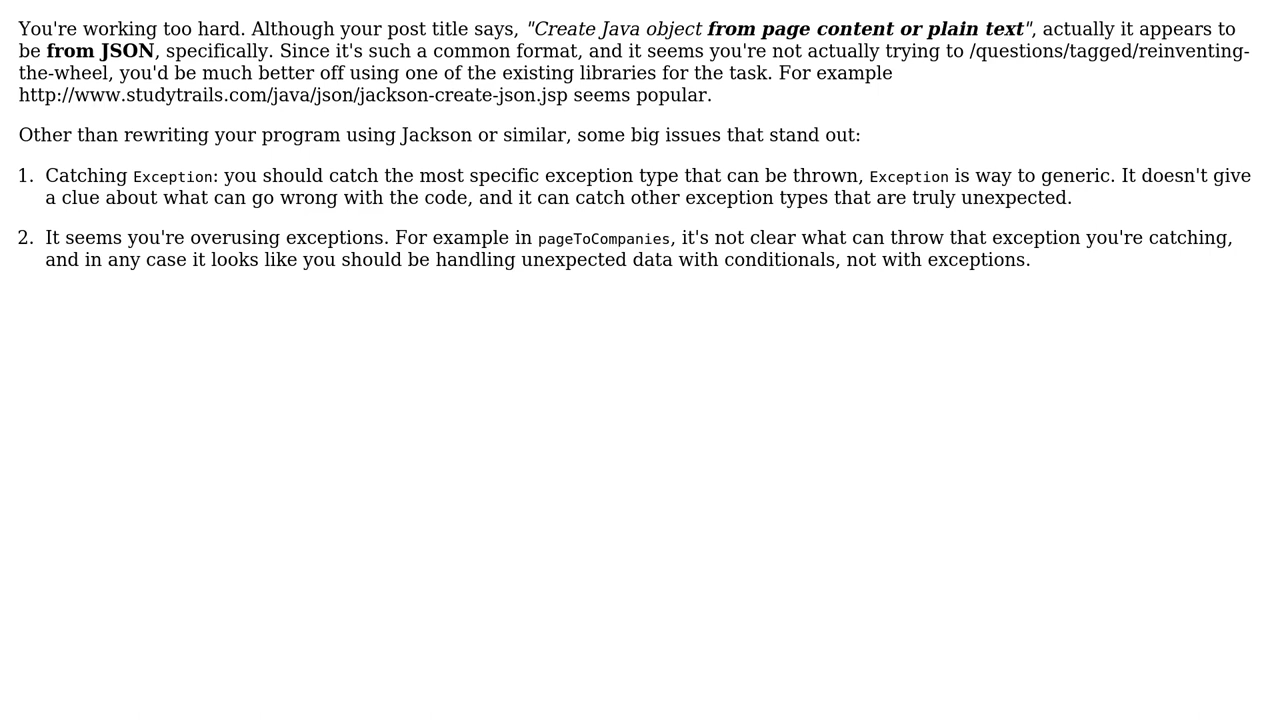 You're working too hard. Although your post title says, "Create Java object from page content or plain text", actually it appears to
be from JSON, specifically. Since it's such a common format, and it seems you're not actually trying to /questions/tagged/reinventing-
the-wheel, you'd be much better off using one of the existing libraries for the task. For example
http://www.studytrails.com/java/json/jackson-create-json.jsp seems popular.
Other than rewriting your program using Jackson or similar, some big issues that stand out:
1. Catching Exception: you should catch the most specific exception type that can be thrown, Exception is way to generic. It doesn't give
a clue about what can go wrong with the code, and it can catch other exception types that are truly unexpected.
2. It seems you're overusing exceptions. For example in pageToCompanies, it's not clear what can throw that exception you're catching,
and in any case it looks like you should be handling unexpected data with conditionals, not with exceptions.